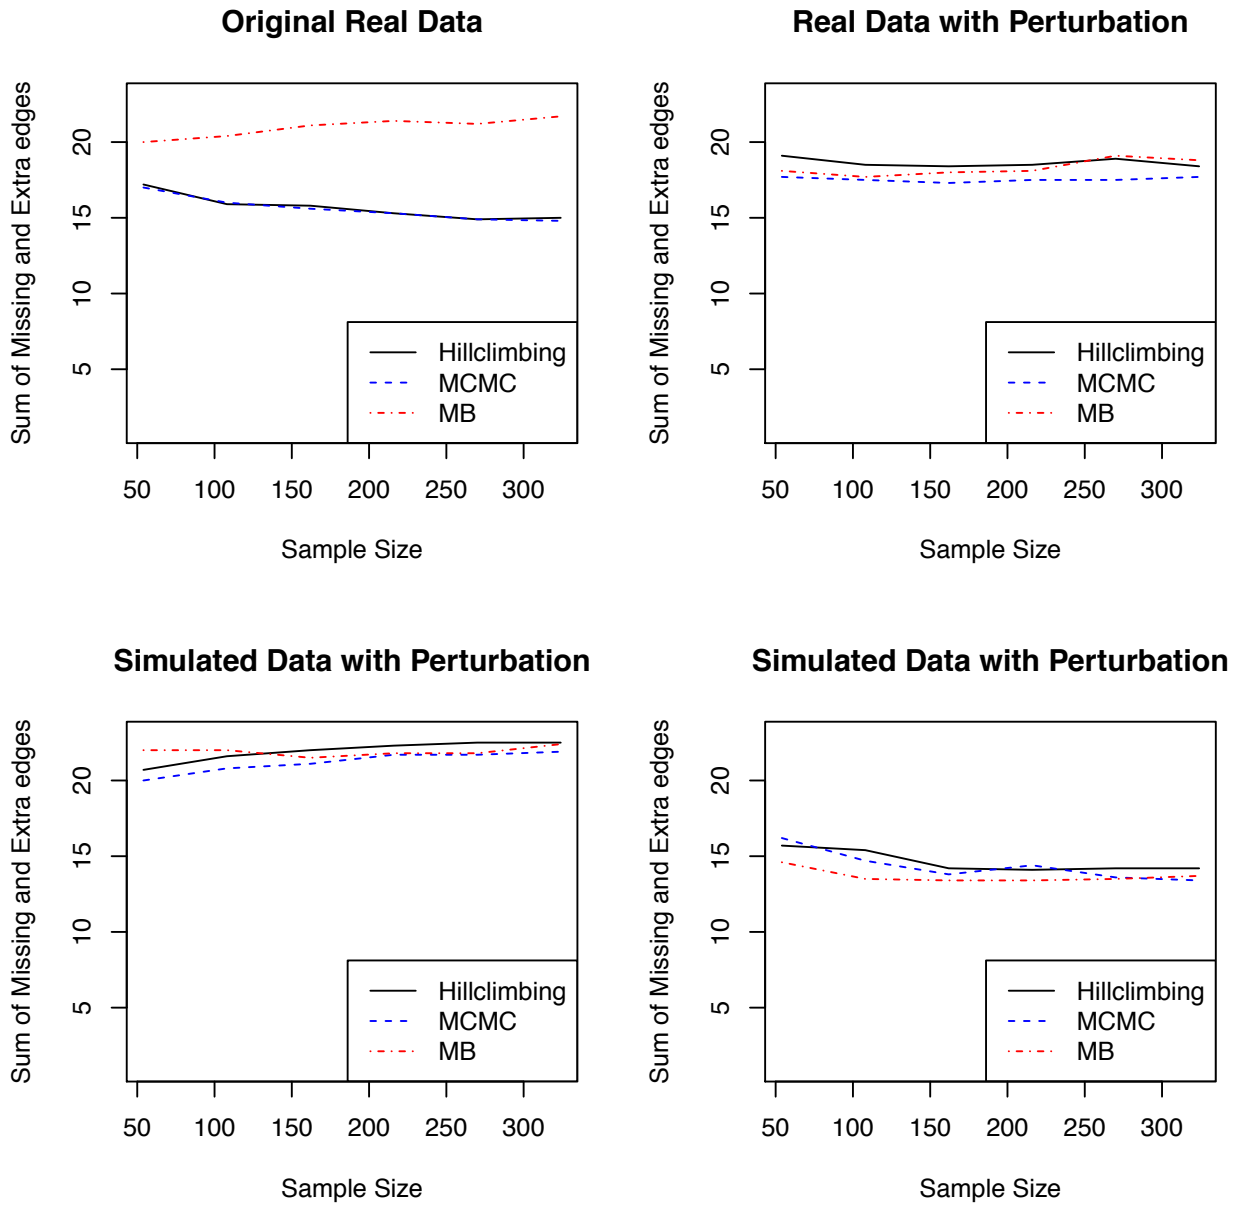 Original Real Data
Sum of Missing and Extra edges
20
15
10
5
Hillclimbing
MCMC
MB
50 100 150 200 250 300
Sample Size
Real Data with Perturbation
Sum of Missing and Extra edges
20
15
10
5
Hillclimbing
MCMC
MB
50 100 150 200 250 300
Sample Size
Simulated Data with Perturbation
Sum of Missing and Extra edges
20
15
10
5
Hillclimbing
MCMC
MB
50 100 150 200 250 300
Sample Size
Simulated Data with Perturbation
Sum of Missing and Extra edges
20
15
10
5
Hillclimbing
MCMC
MB
50 100 150 200 250 300
Sample Size